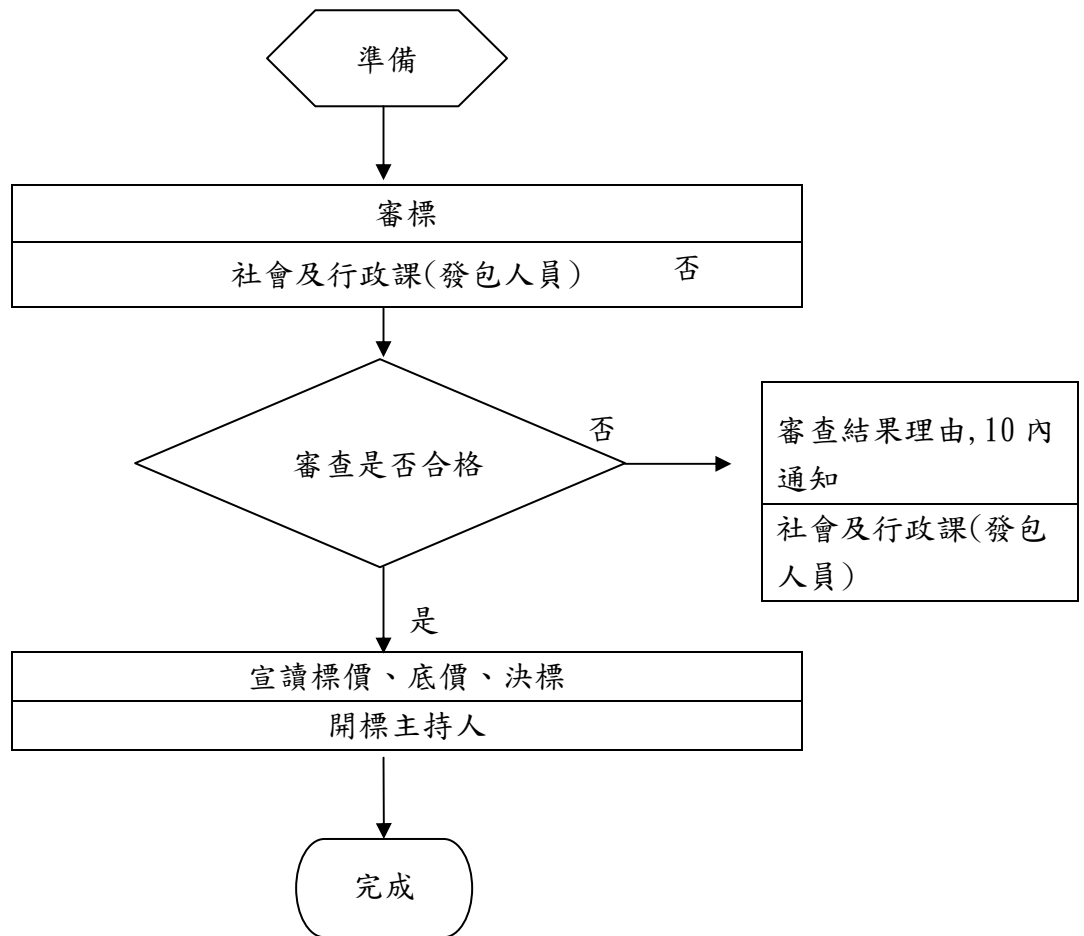 準備
審標
社會及行政課(發包人員) 否
審查是否合格
否
審查結果理由,10內
通知
社會及行政課(發包
人員)
是
宣讀標價、底價、決標
開標主持人
完成